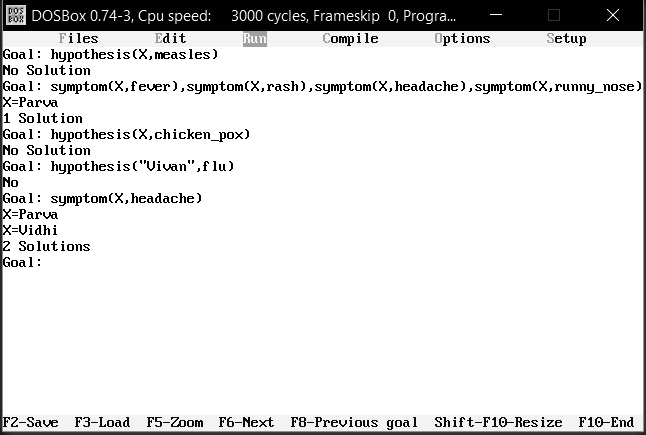 DOS BOX DOSBox 0.74-3, Cpu speed: 3000 cycles, Frameskip 0, Progra...
Files Edit Run Compile Options Setup
Goal: hypothesis(X,measles)
No Solution
Goal: symptom(X,fever),symptom(X,rash),symptom(X,headache),symptom(X,runny_nose)
X=Parva
1 Solution
Goal: hypothesis(X,chicken_pox)
No Solution
Goal: hypothesis("Vivan",flu)
No
Goal: symptom(X,headache)
X=Parva
X=Vidhi
2 Solutions
Goal:
F2-Save F3-Load F5-Zoom F6-Next F8-Previous goal Shift-F10-Resize F10-End